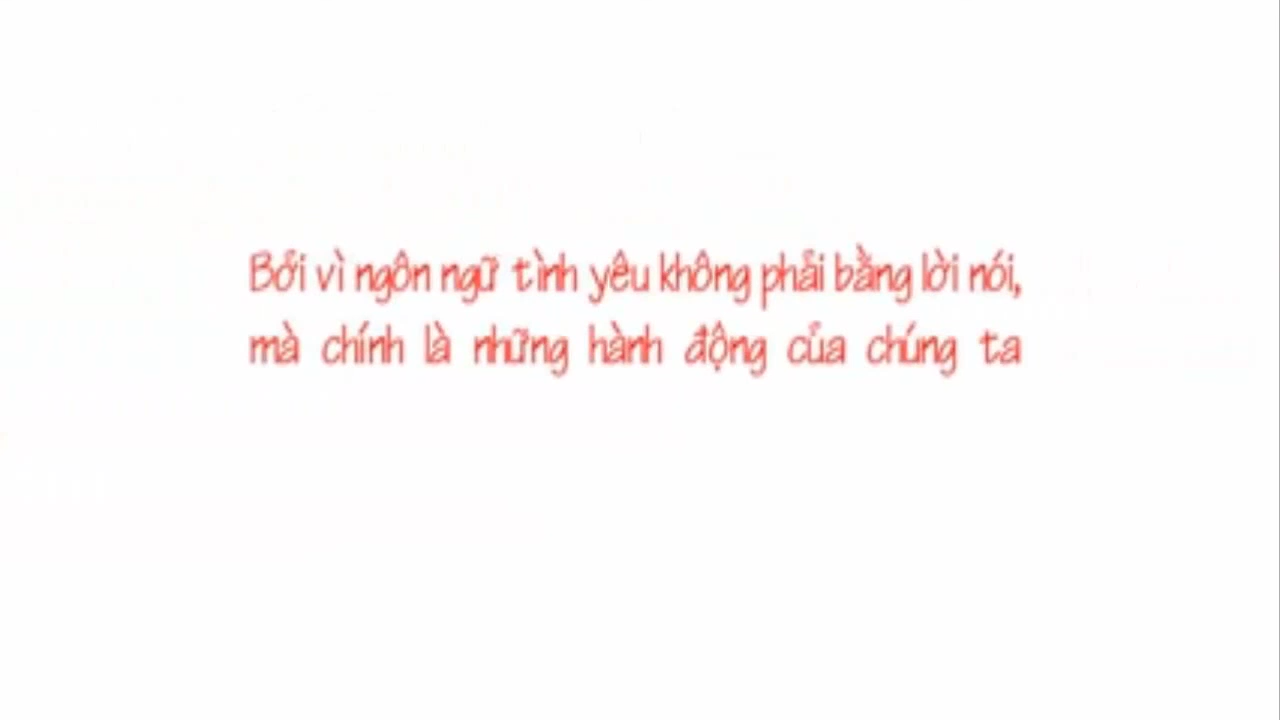 Bởi vì ngôn ngữ tình yêu không phải bằng lời nói,
mà chính là những hành động của chúng ta